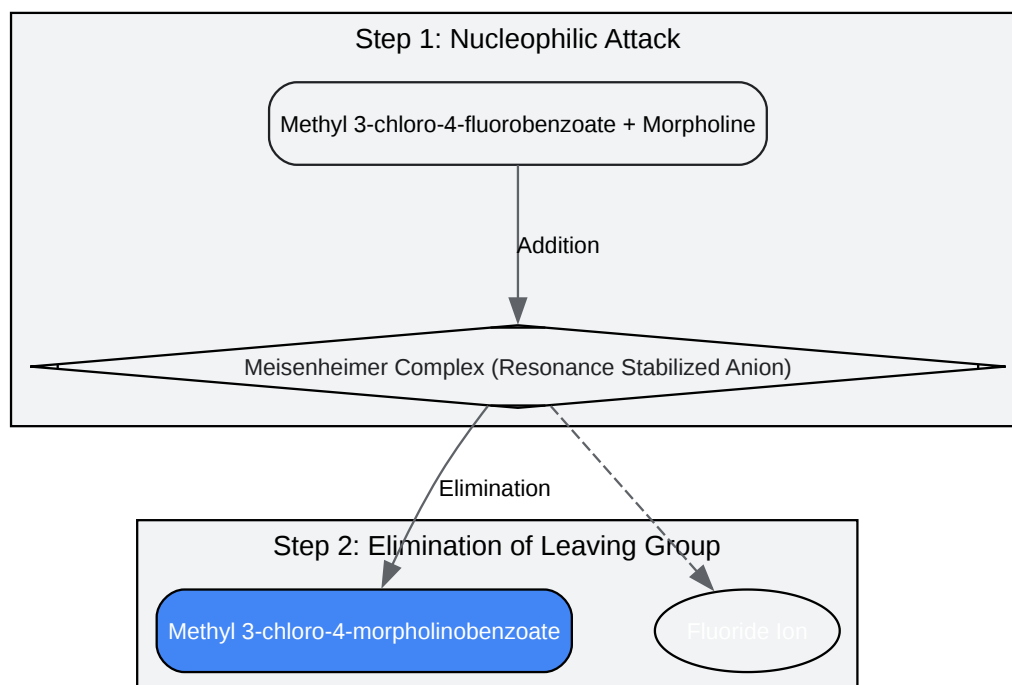 Step 1: Nucleophilic Attack
Methyl 3-chloro-4-fluorobenzoate + Morpholine
Addition
Meisenheimer Complex (Resonance Stabilized Anion)
Elimination
Step 2: Elimination of Leaving Group
Methyl 3-chloro-4-morpholinobenzoate
Fluoride Ion